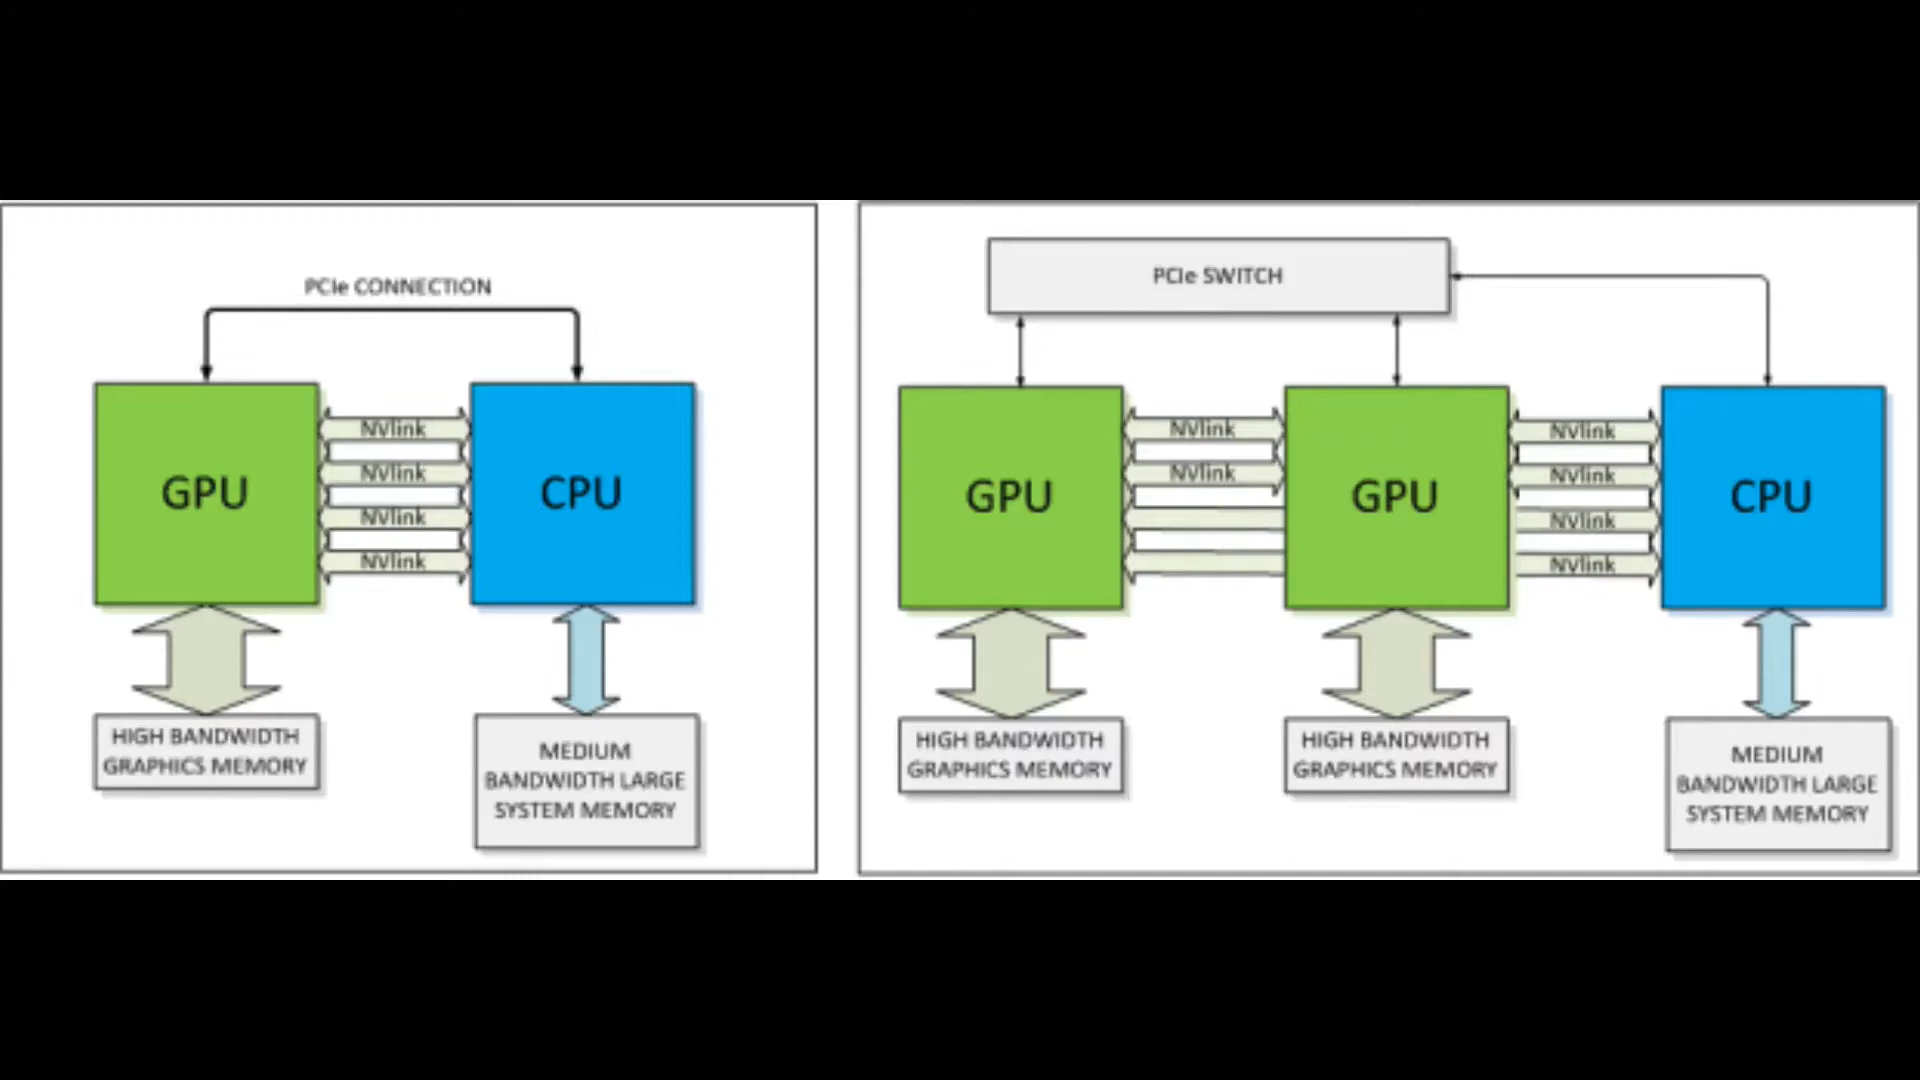 PCIe CONNECTION
GPU
NVlink
NVlink
NVlink
NVlink
CPU
HIGH BANDWIDTH
GRAPHICS MEMORY
MEDIUM
BANDWIDTH LARGE
SYSTEM MEMORY
PCIe SWITCH
GPU
NVlink
NVlink
GPU
NVlink
NVlink
NVlink
NVlink
CPU
HIGH BANDWIDTH
GRAPHICS MEMORY
HIGH BANDWIDTH
GRAPHICS MEMORY
MEDIUM
BANDWIDTH LARGE
SYSTEM MEMORY